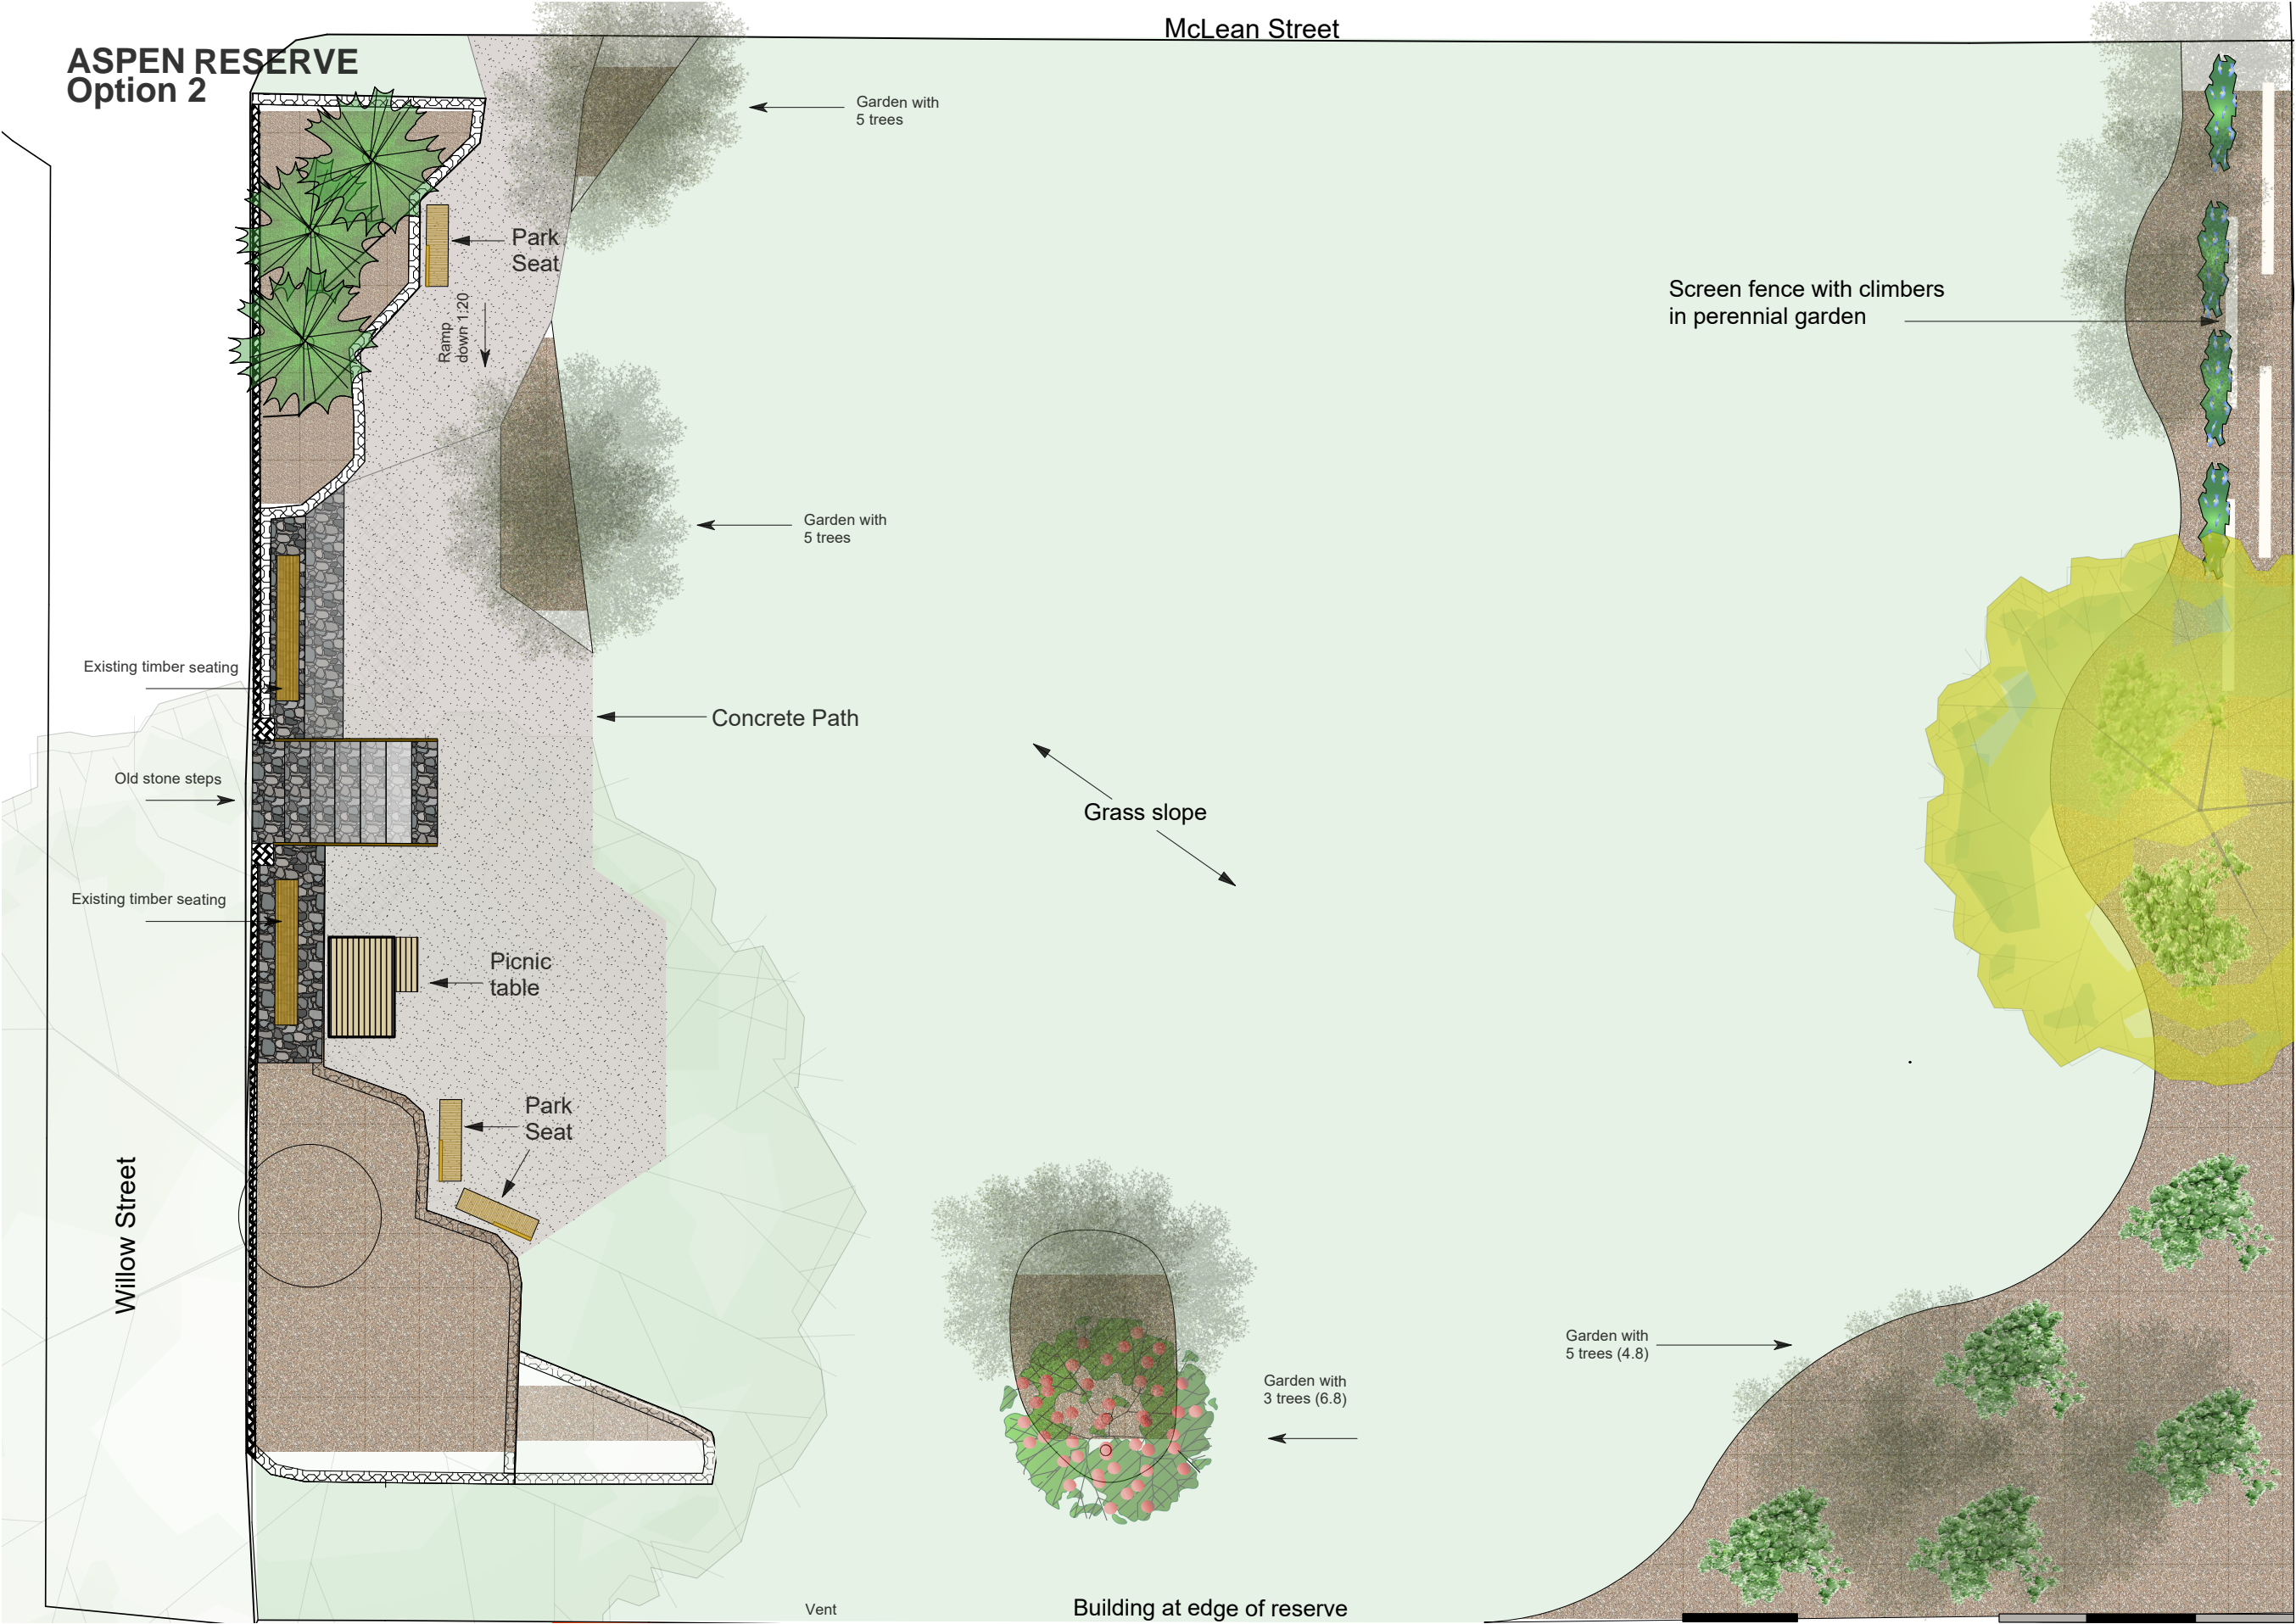 McLean Street
ASPEN RESERVE
Option 2
Garden with
5 trees
Park
Seat
Screen fence with climbers
in perennial garden
Ramp
down 1:20
Garden with
5 trees
Existing timber seating
Concrete Path
Old stone steps
Grass slope
Existing timber seating
Picnic
table
Park
Seat
Willow Street
Garden with
5 trees (4.8)
Garden with
3 trees (6.8)
Vent
Building at edge of reserve